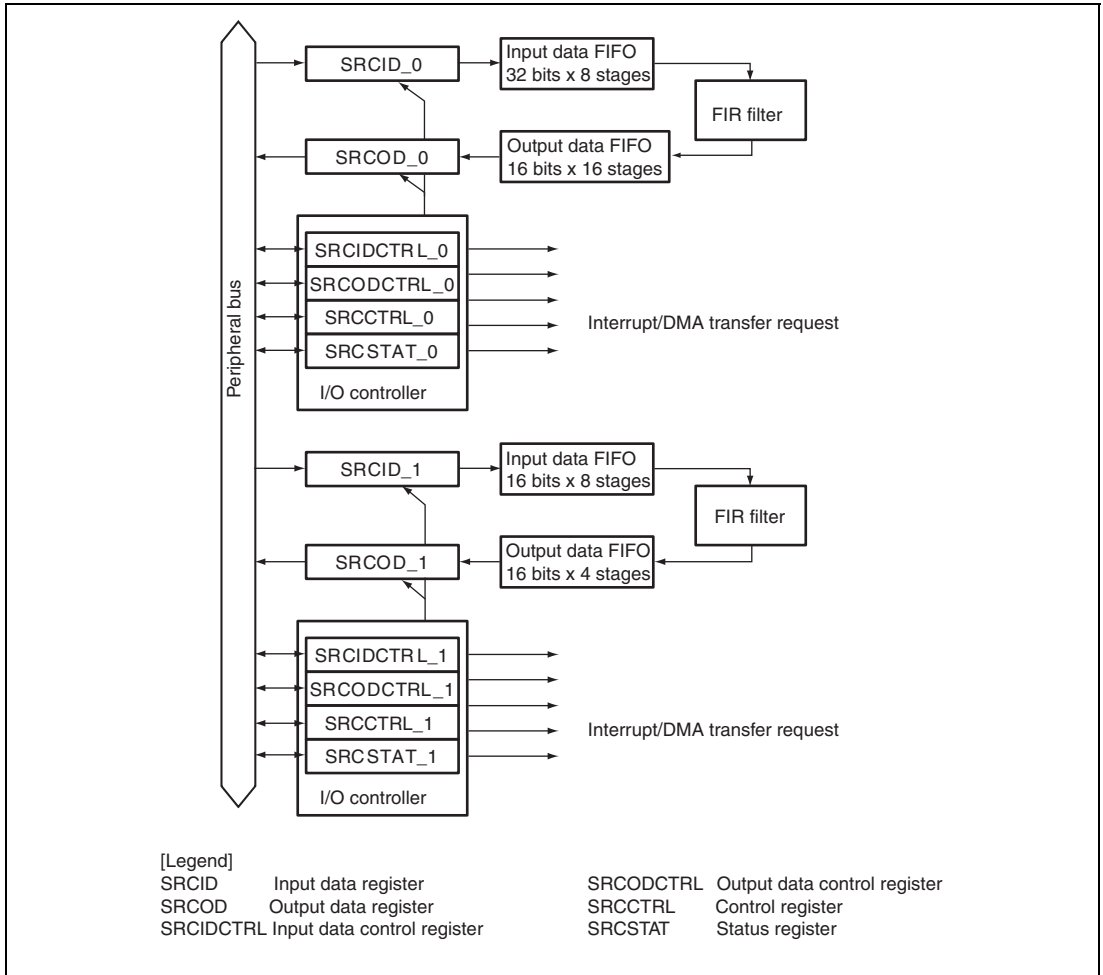 SRCID_0
Input data FIFO
32 bits x 8 stages
FIR filter
SRCOD_0
Output data FIFO
16 bits x 16 stages
Peripheral bus
SRCIDCTRL_0
SRCODCTRL_0
SRCCTRL_0
SRCSTAT_0
I/O controller
Interrupt/DMA transfer request
SRCID_1
Input data FIFO
16 bits x 8 stages
FIR filter
SRCOD_1
Output data FIFO
16 bits x 4 stages
SRCIDCTRL_1
SRCODCTRL_1
SRCCTRL_1
SRCSTAT_1
I/O controller
Interrupt/DMA transfer request
[Legend]
SRCID Input data register
SRCOD Output data register
SRCIDCTRL Input data control register
SRCODCTRL Output data control register
SRCCTRL Control register
SRCSTAT Status register